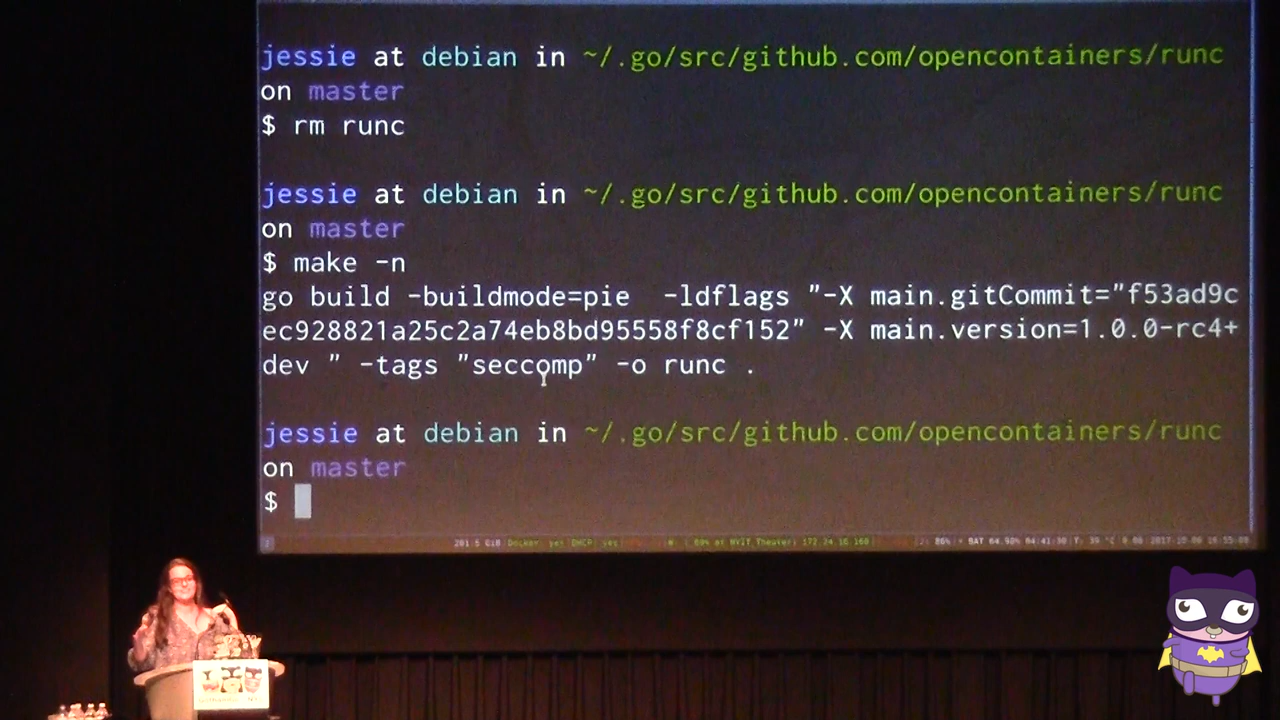 jessie at debian in ~/.go/src/github.com/opencontainers/runc
on master
$ rm runc
jessie at debian in ~/.go/src/github.com/opencontainers/runc
on master
$ make -n
go build -buildmode=pie  -ldflags "-X main.gitCommit="f53ad9c
ec928821a25c2a74eb8bd95558f8cf152" -X main.version=1.0.0-rc4+
dev " -tags "seccomp" -o runc .
jessie at debian in ~/.go/src/github.com/opencontainers/runc
on master
$